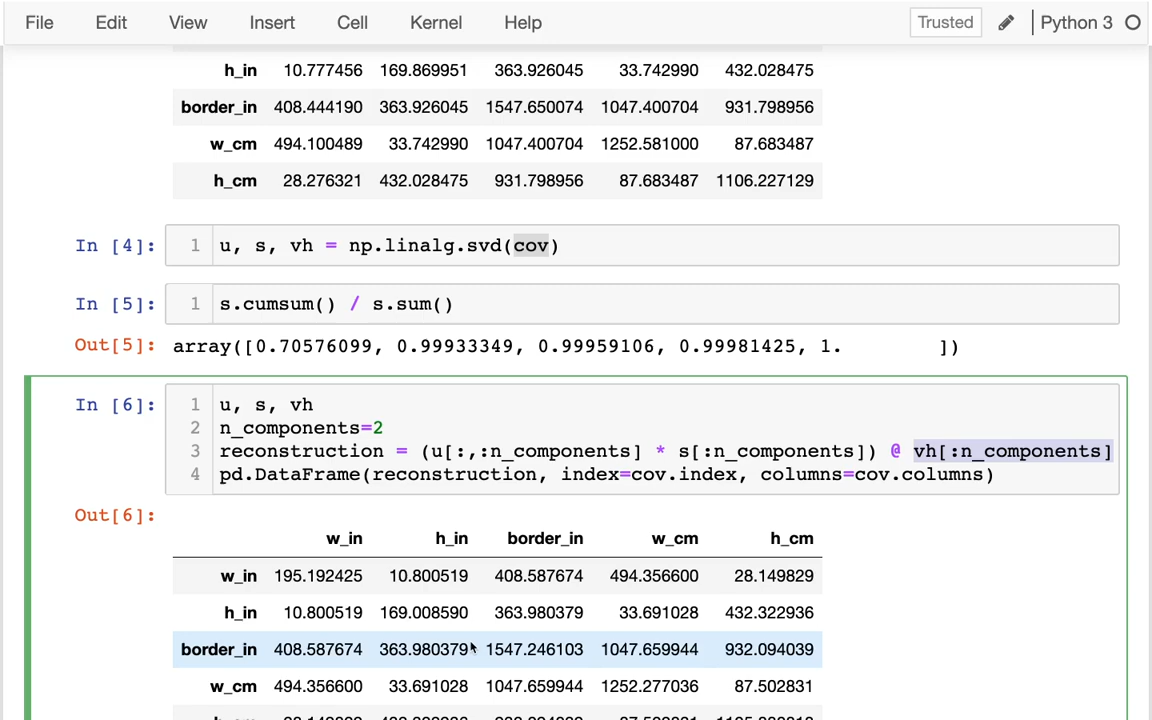 File Edit View Insert Cell Kernel Help Trusted Python 3
h_in 10.777456 169.869951 363.926045 33.742990 432.028475
border_in 408.444190 363.926045 1547.650074 1047.400704 931.798956
w_cm 494.100489 33.742990 1047.400704 1252.581000 87.683487
h_cm 28.276321 432.028475 931.798956 87.683487 1106.227129
In [4]: 1 u, s, vh = np.linalg.svd(cov)
In [5]: 1 s.cumsum() / s.sum()
Out[5]: array([0.70576099, 0.99933349, 0.99959106, 0.99981425, 1. ])
In [6]: 1 u, s, vh
2 n_components=2
3 reconstruction = (u[:,:n_components] * s[:n_components]) @ vh[:n_components]
4 pd.DataFrame(reconstruction, index=cov.index, columns=cov.columns)
Out[6]:
w_in h_in border_in w_cm h_cm
w_in 195.192425 10.800519 408.587674 494.356600 28.149829
h_in 10.800519 169.008590 363.980379 33.691028 432.322936
border_in 408.587674 363.980379 1547.246103 1047.659944 932.094039
w_cm 494.356600 33.691028 1047.659944 1252.277036 87.502831